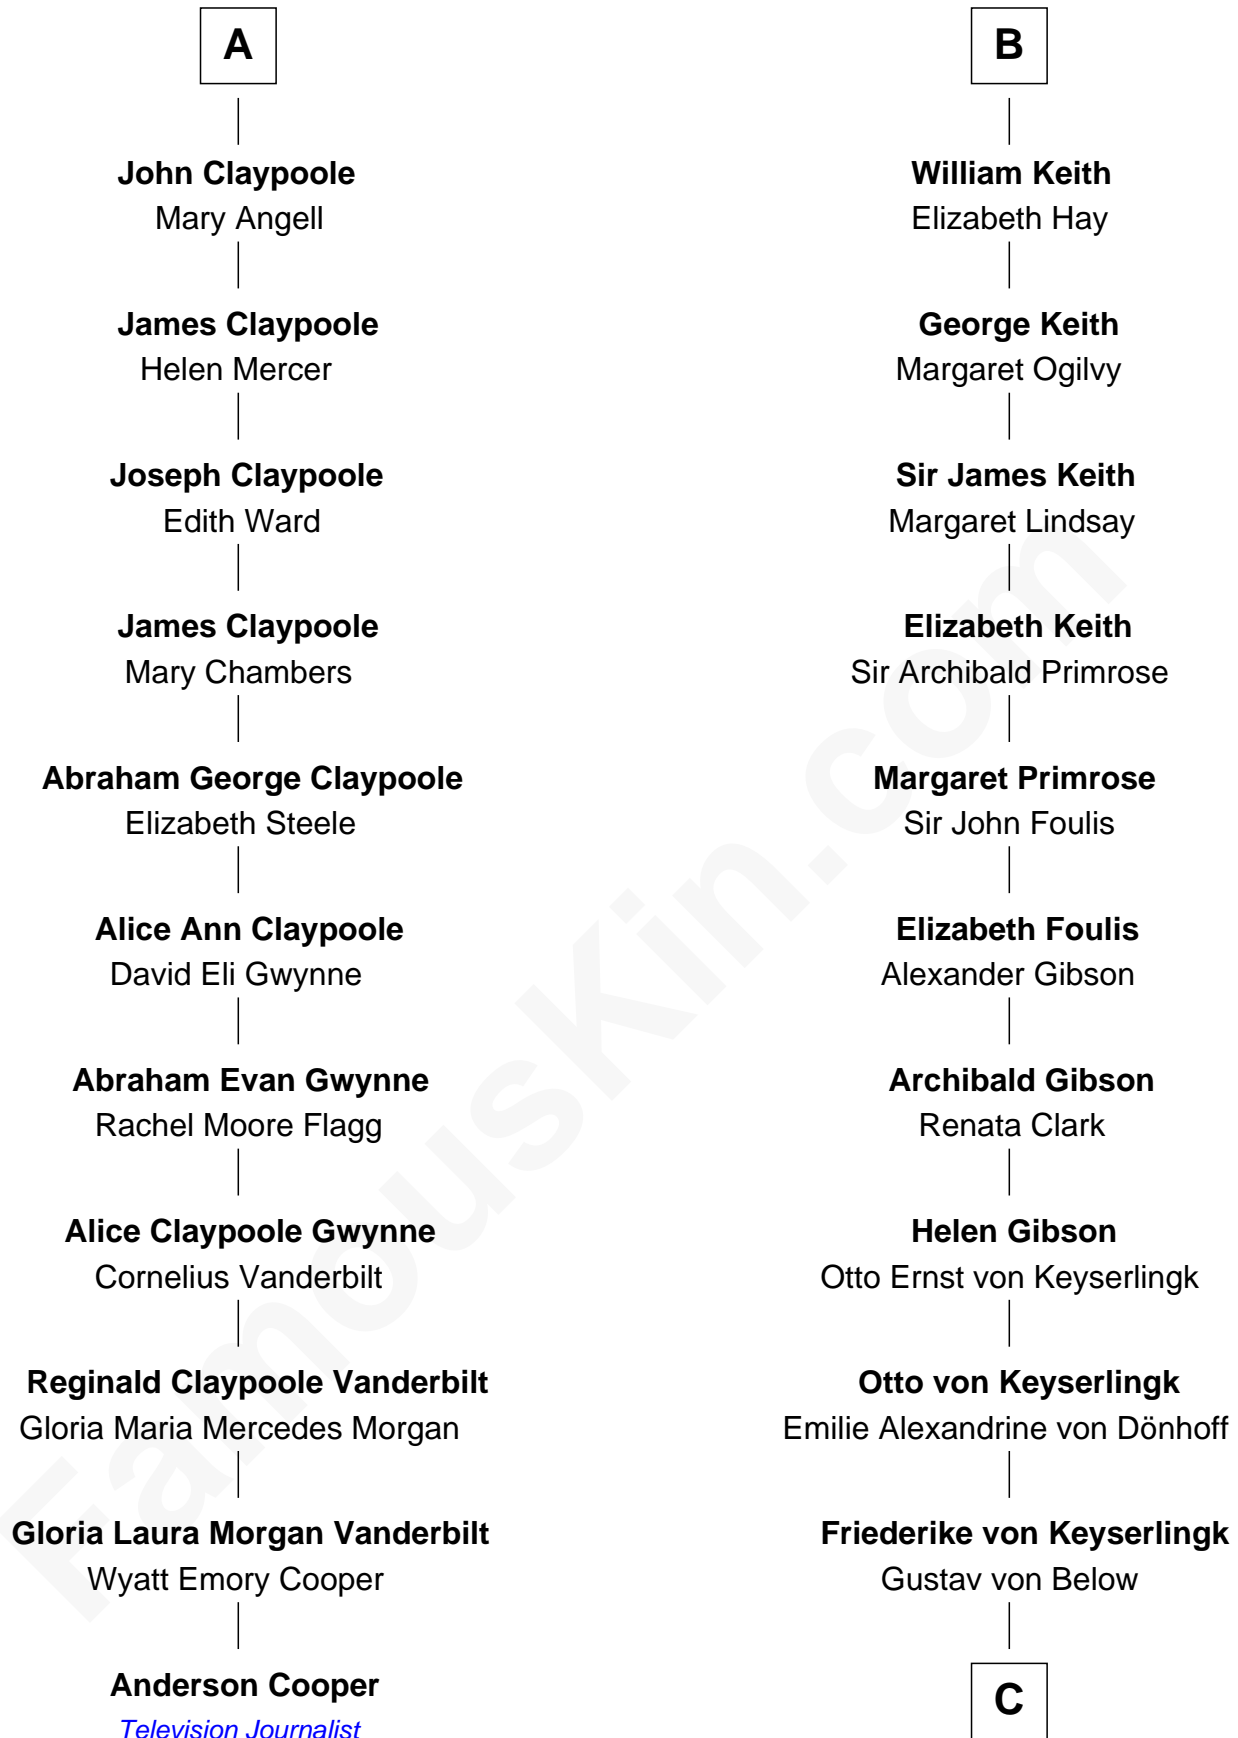 A
John Claypoole
Mary Angell
James Claypoole
Helen Mercer
Joseph Claypoole
Edith Ward
James Claypoole
Mary Chambers
Abraham George Claypoole
Elizabeth Steele
Alice Ann Claypoole
David Eli Gwynne
Abraham Evan Gwynne
Rachel Moore Flagg
Alice Claypoole Gwynne
Cornelius Vanderbilt
Reginald Claypoole Vanderbilt
Gloria Maria Mercedes Morgan
Gloria Laura Morgan Vanderbilt
Wyatt Emory Cooper
Anderson Cooper
Television Journalist
B
William Keith
Elizabeth Hay
George Keith
Margaret Ogilvy
Sir James Keith
Margaret Lindsay
Elizabeth Keith
Sir Archibald Primrose
Margaret Primrose
Sir John Foulis
Elizabeth Foulis
Alexander Gibson
Archibald Gibson
Renata Clark
Helen Gibson
Otto Ernst von Keyserlingk
Otto von Keyserlingk
Emilie Alexandrine von Dönhoff
Friederike von Keyserlingk
Gustav von Below
C
FamousKin.com